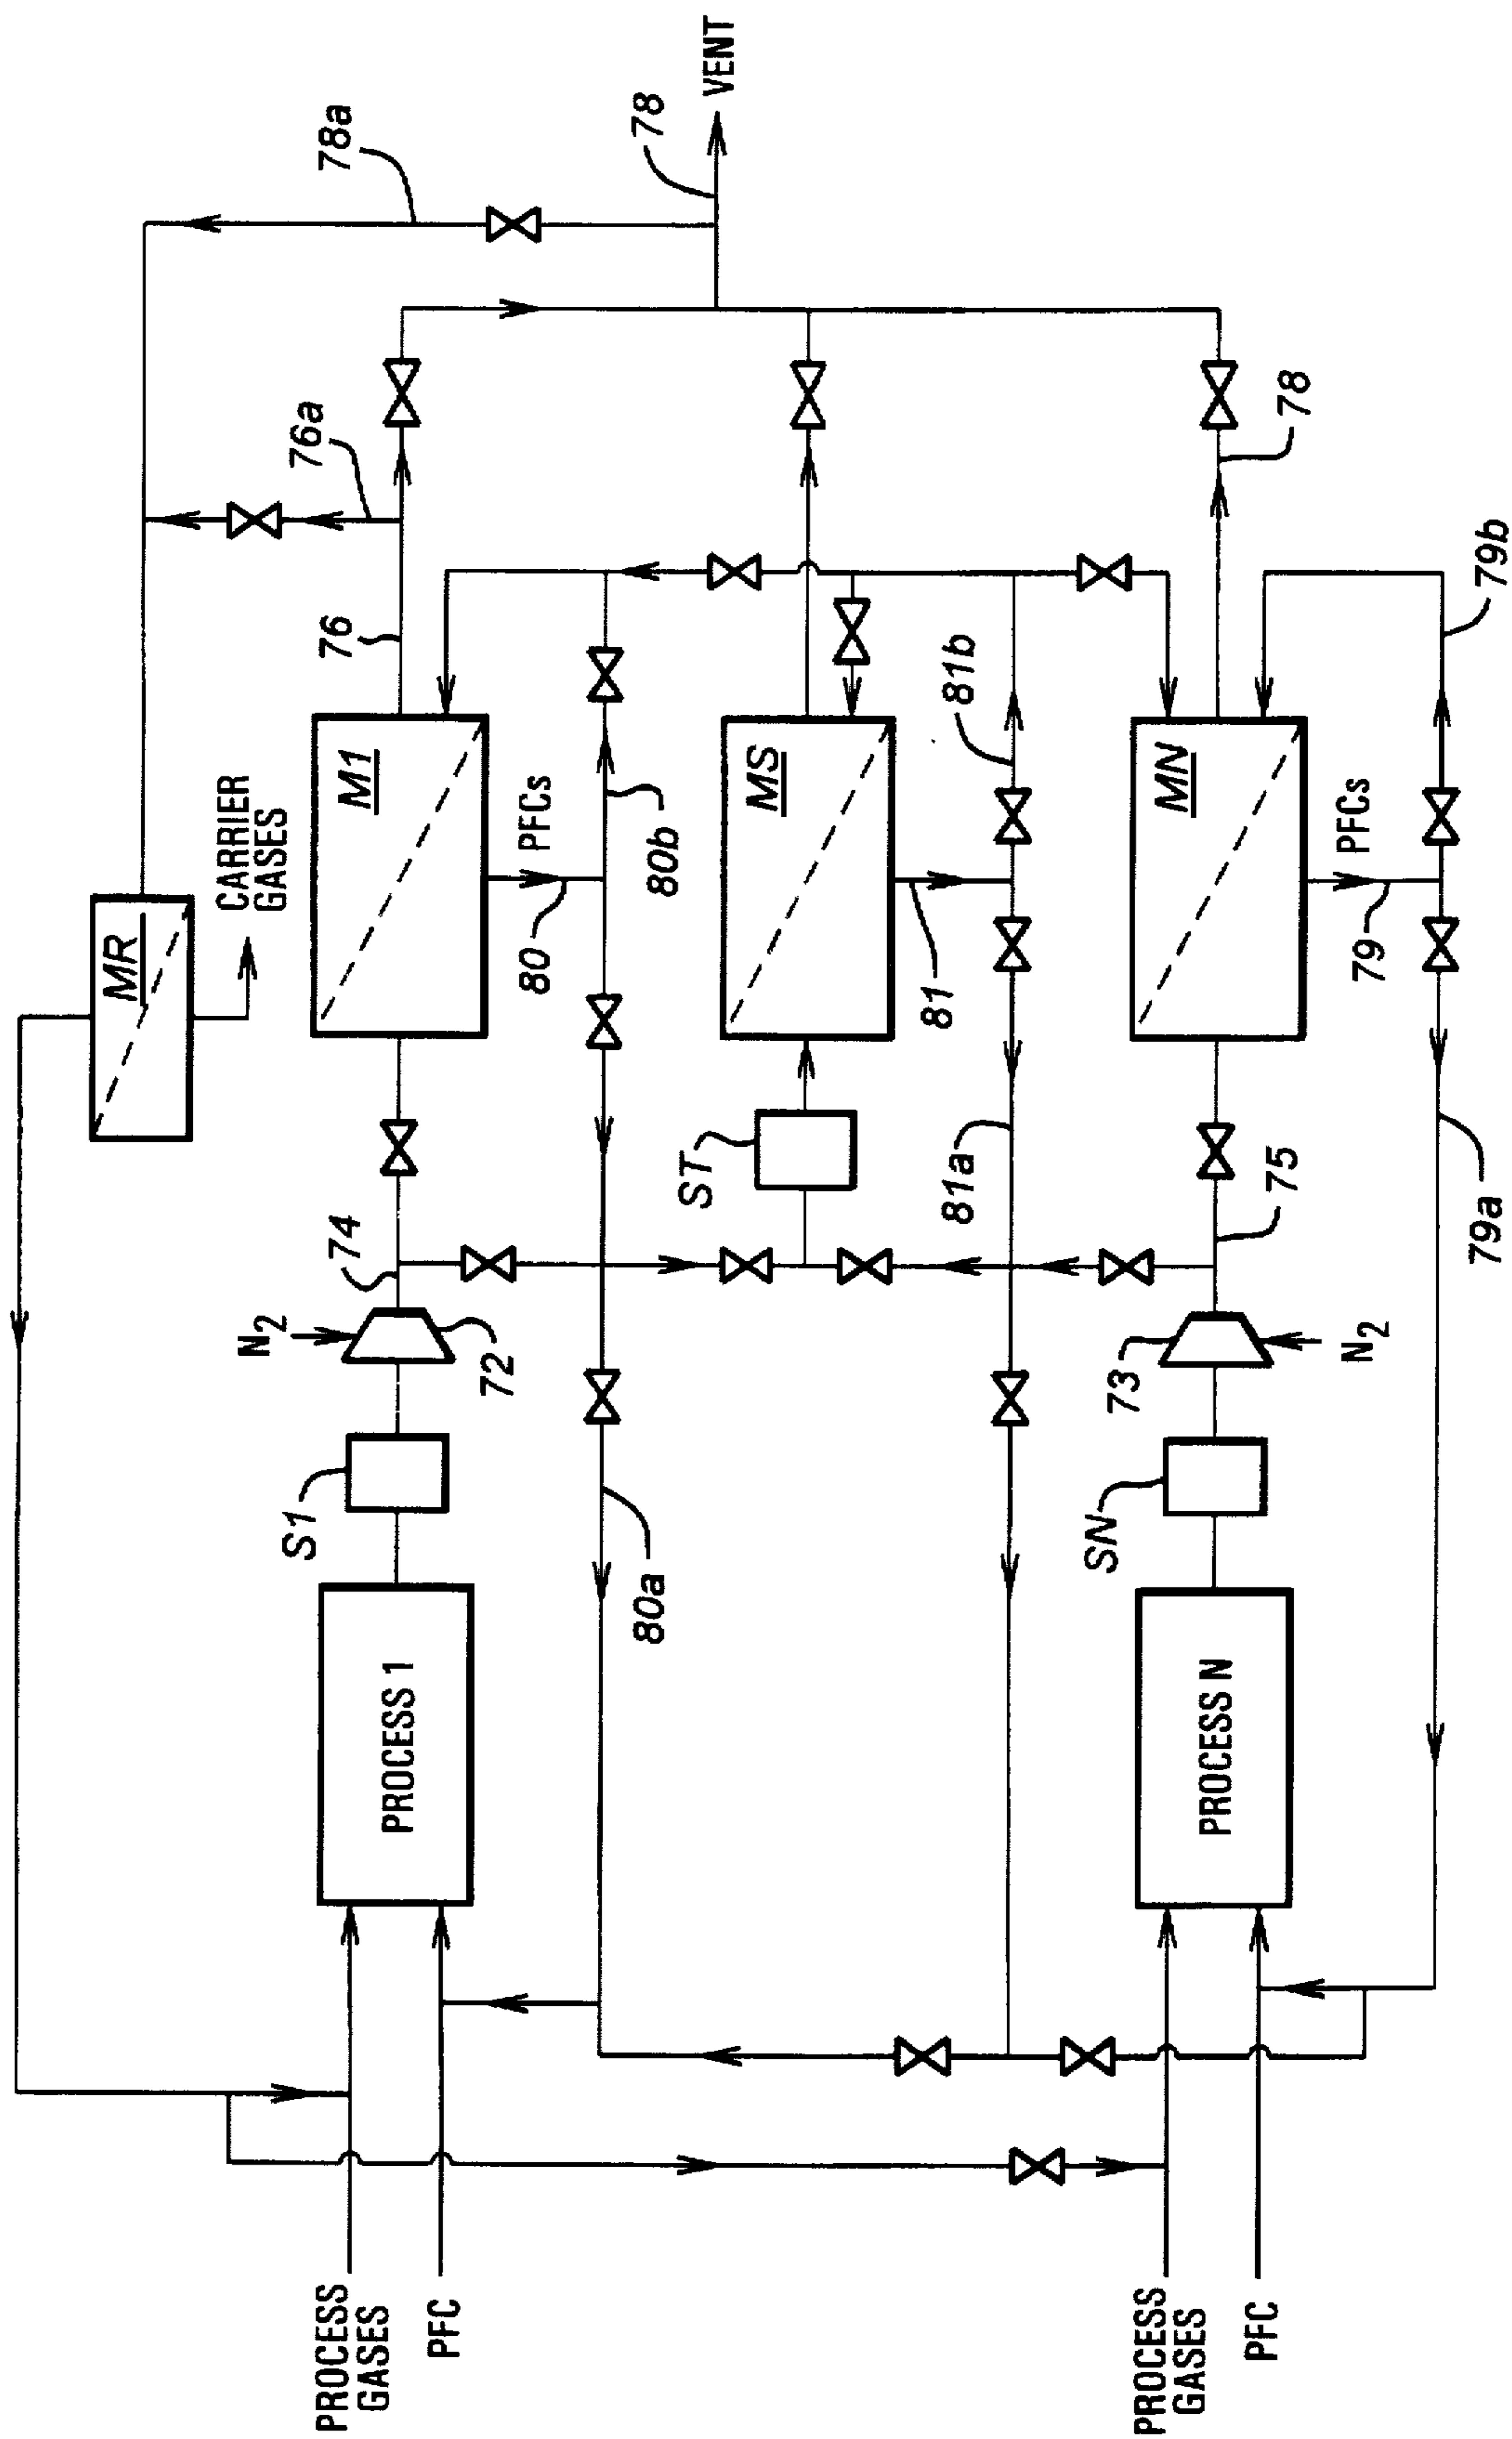 MR
CARRIER
GASES
76a
78a
76
M1
78
VENT
N2
74
72
S1
PROCESS 1
PROCESS
GASES
PFC
PFCs
80
80b
80a
ST
MS
81
81b
81a
MN
78
N2
75
73
SN
PROCESS N
PROCESS
GASES
PFC
PFCs
79
79b
79a